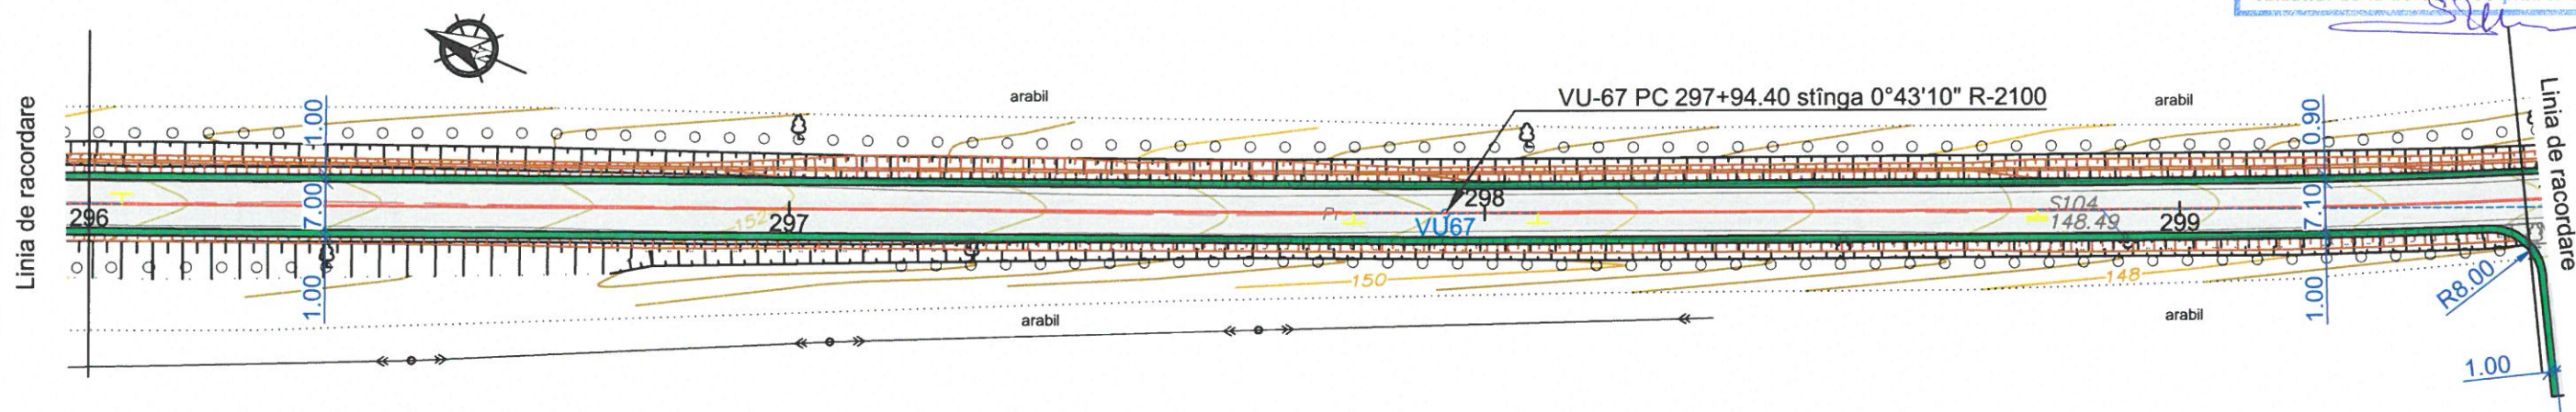 Linia de racordare
arabil
VU-67 PC 297+94.40 stînga 0°43'10" R-2100
arabil
Linia de racordare
1.00
0.90
7.00
7.10
296
152
297
298
VU67
S104
148.49
299
150
148
R8.00
1.00
1.00
arabil
arabil
1.00